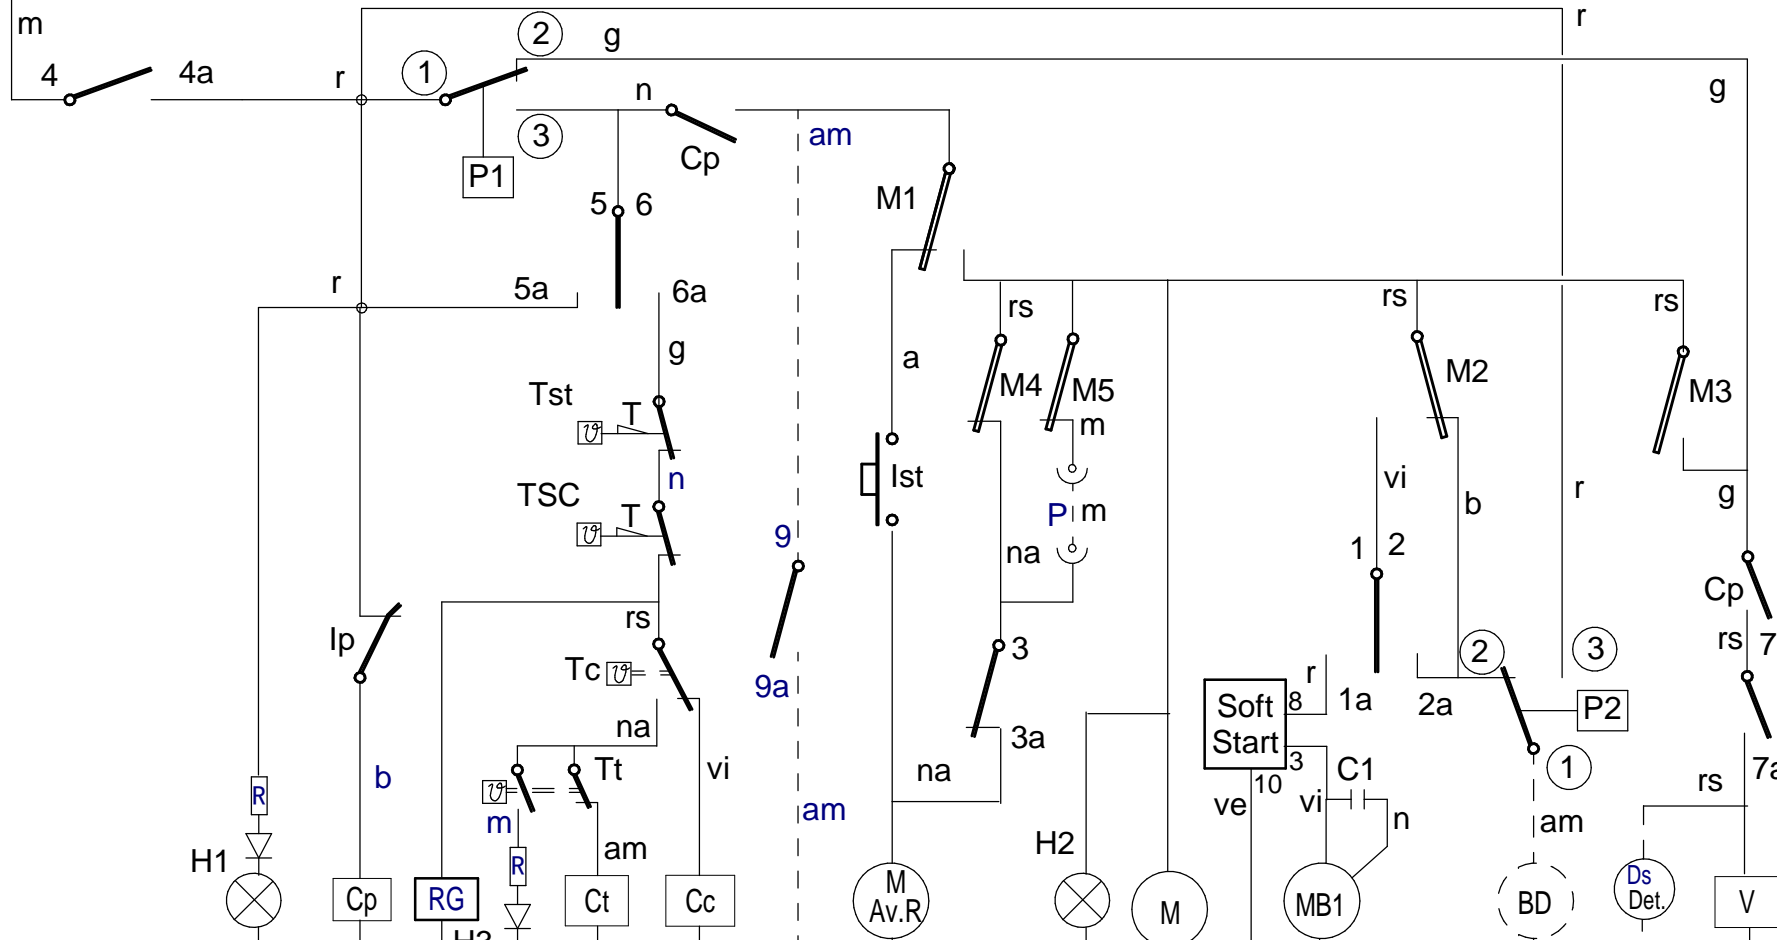 m
r
2
g
4
4a
r
1
n
g
3
am
P1
Cp
M1
5
6
r
5a
6a
rs
rs
rs
g
a
M4
M5
M2
M3
Tst
T
m
n
Ist
TSC
T
vi
r
g
b
P
m
9
1
2
na
Cp
rs
Ip
rs
3
2
3
7
Tc
9a
r
8
1a
2a
P2
Soft
Start
na
3a
3
10
1
Tt
vi
na
C1
7a
b
rs
R
m
am
ve
vi
n
am
H1
am
R
H2
Cp
RG
Ct
Cc
M
Av.R
M
MB1
BD
Ds
Det.
V
H3